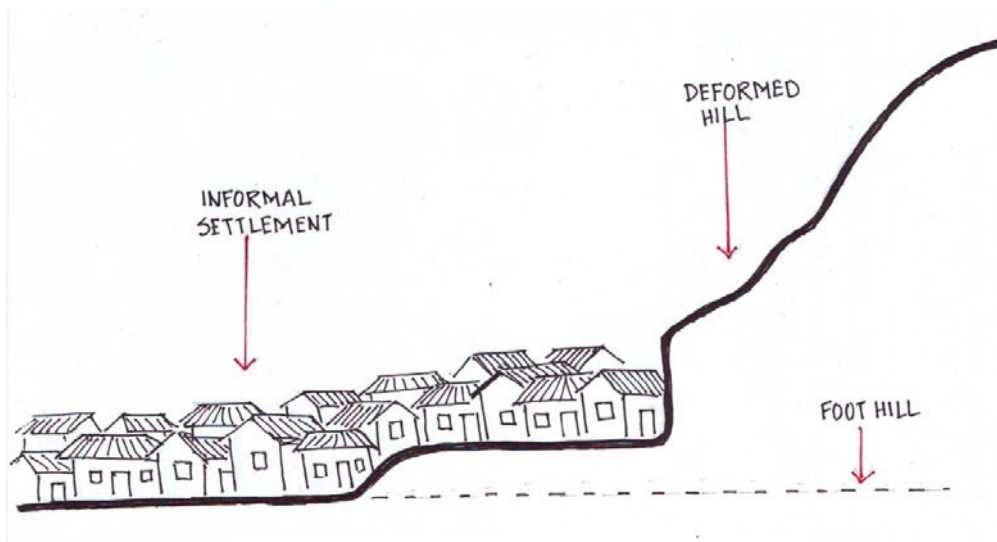 DEFORMED
HILL
INFORMAL
SETTLEMENT
FOOT HILL